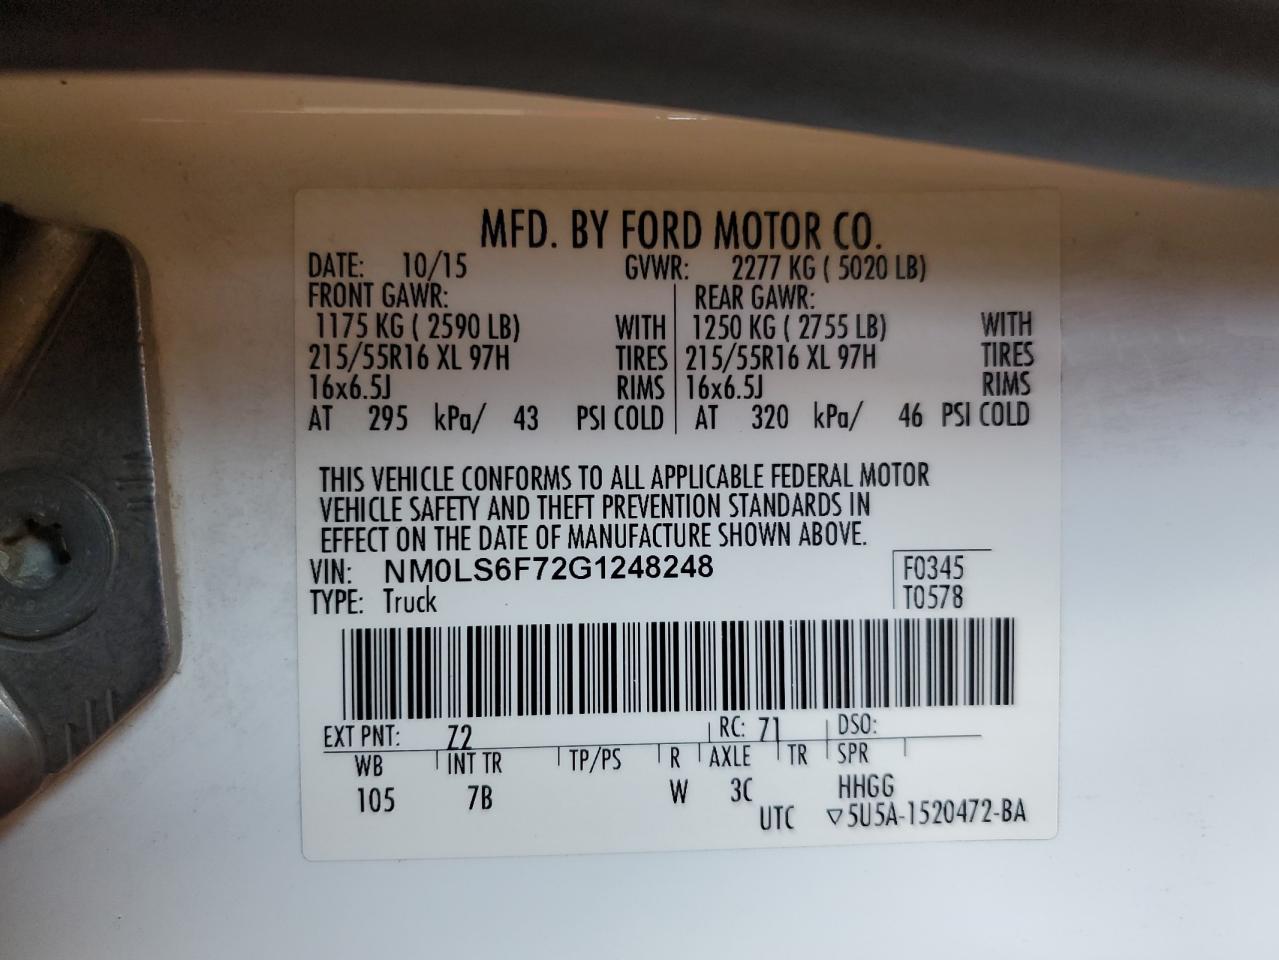 MFD. BY FORD MOTOR CO.
DATE: 10/15 GVWR: 2277 KG ( 5020 LB)
FRONT GAWR: REAR GAWR:
1175 KG ( 2590 LB) WITH 1250 KG ( 2755 LB) WITH
215/55R16 XL 97H TIRES 215/55R16 XL 97H TIRES
16x6.5J RIMS 16x6.5J RIMS
AT 295 kPa/ 43 PSI COLD AT 320 kPa/ 46 PSI COLD
THIS VEHICLE CONFORMS TO ALL APPLICABLE FEDERAL MOTOR
VEHICLE SAFETY AND THEFT PREVENTION STANDARDS IN
EFFECT ON THE DATE OF MANUFACTURE SHOWN ABOVE.
VIN: NM0LS6F72G1248248 F0345
TYPE: Truck T0578
EXT PNT: Z2 RC: 71 DSO:
WB INT TR TP/PS R AXLE TR SPR
105 7B W 3C HHGG
UTC ▽5U5A-1520472-BA